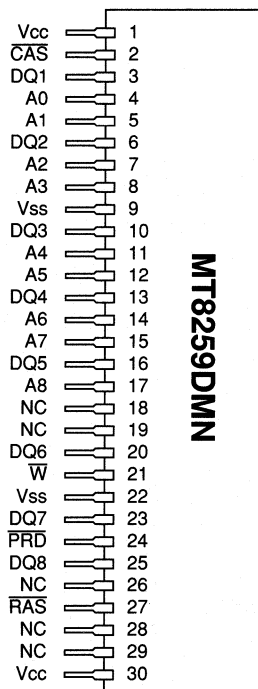 Vcc 1
C̅A̅S̅ 2
DQ1 3
A0 4
A1 5
DQ2 6
A2 7
A3 8
Vss 9
DQ3 10
A4 11
A5 12
DQ4 13
A6 14
A7 15
DQ5 16
A8 17
NC 18
NC 19
DQ6 20
W̅ 21
Vss 22
DQ7 23
P̅R̅D̅ 24
DQ8 25
NC 26
R̅A̅S̅ 27
NC 28
NC 29
Vcc 30
MT8259DMN